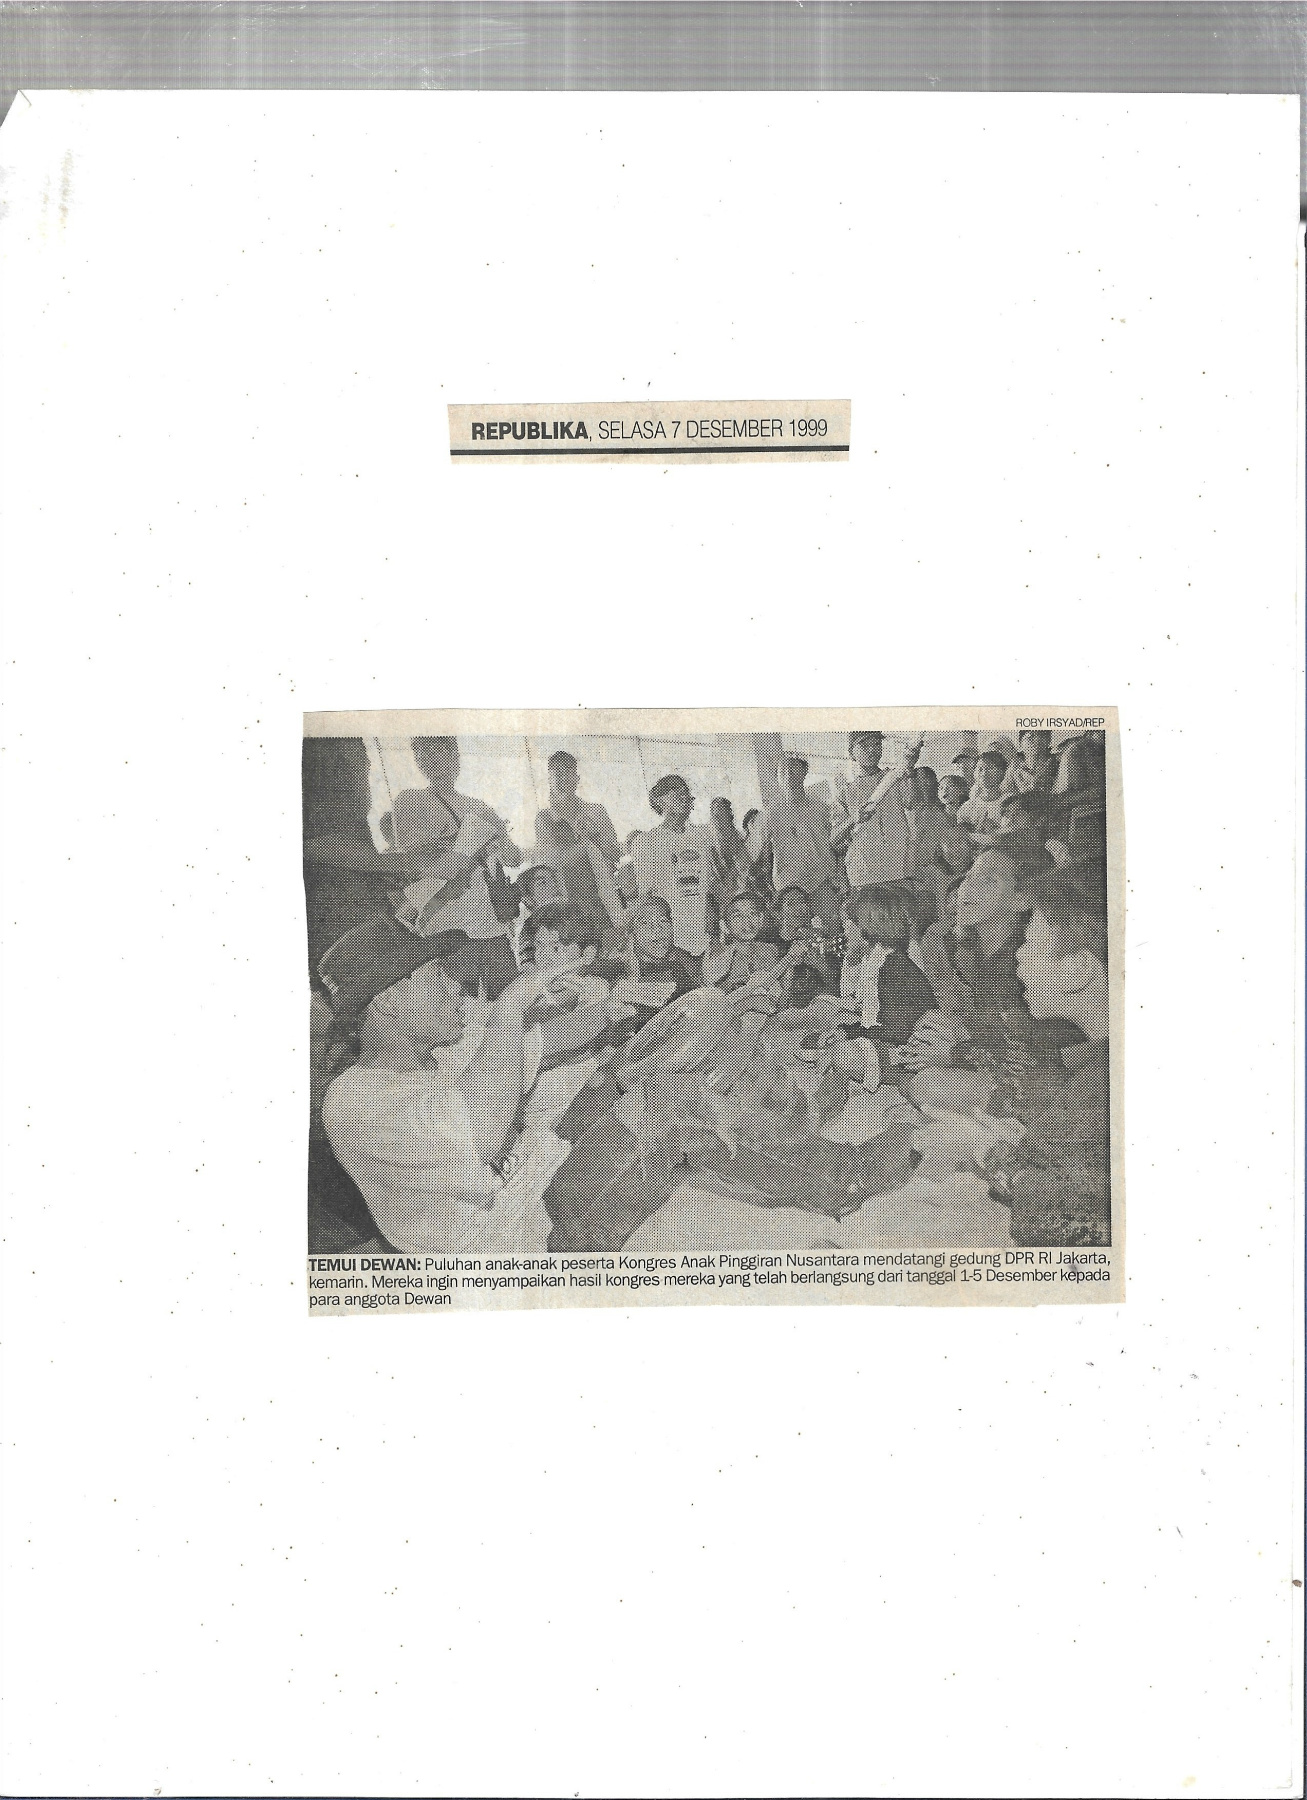 REPUBLIKA, SELASA 7 DESEMBER 1999
ROBY IRSYAD/REP
TEMUI DEWAN: Puluhan anak-anak peserta Kongres Anak Pinggiran Nusantara mendatangi gedung DPR RI Jakarta,
kemarin. Mereka ingin menyampaikan hasil kongres mereka yang telah berlangsung dari tanggal 1-5 Desember kepada
para anggota Dewan